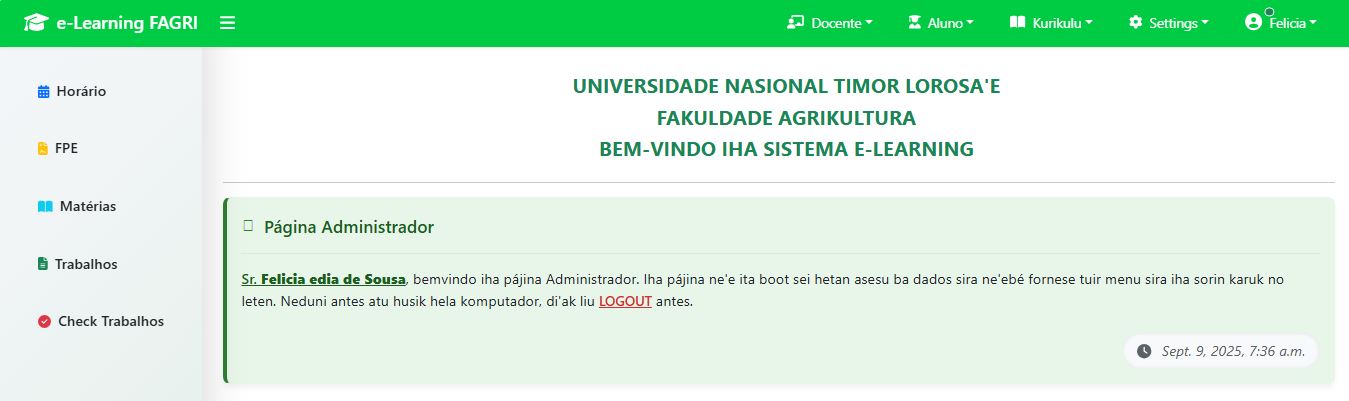 e-Learning FAGRI
Docente
Aluno
Kurikulu
Settings
Felicia
Horário
FPE
Matérias
Trabalhos
Check Trabalhos
UNIVERSIDADE NASIONAL TIMOR LOROSA'E
FAKULDADE AGRIKULTURA
BEM-VINDO IHA SISTEMA E-LEARNING
Página Administrador
Sr. Felicia edia de Sousa, bemvindo iha pájina Administrador. Iha pájina ne'e ita boot sei hetan asesu ba dados sira ne'ebé fornese tuir menu sira iha sorin karuk no
leten. Neduni antes atu husik hela komputador, di'ak liu LOGOUT antes.
Sept. 9, 2025, 7:36 a.m.